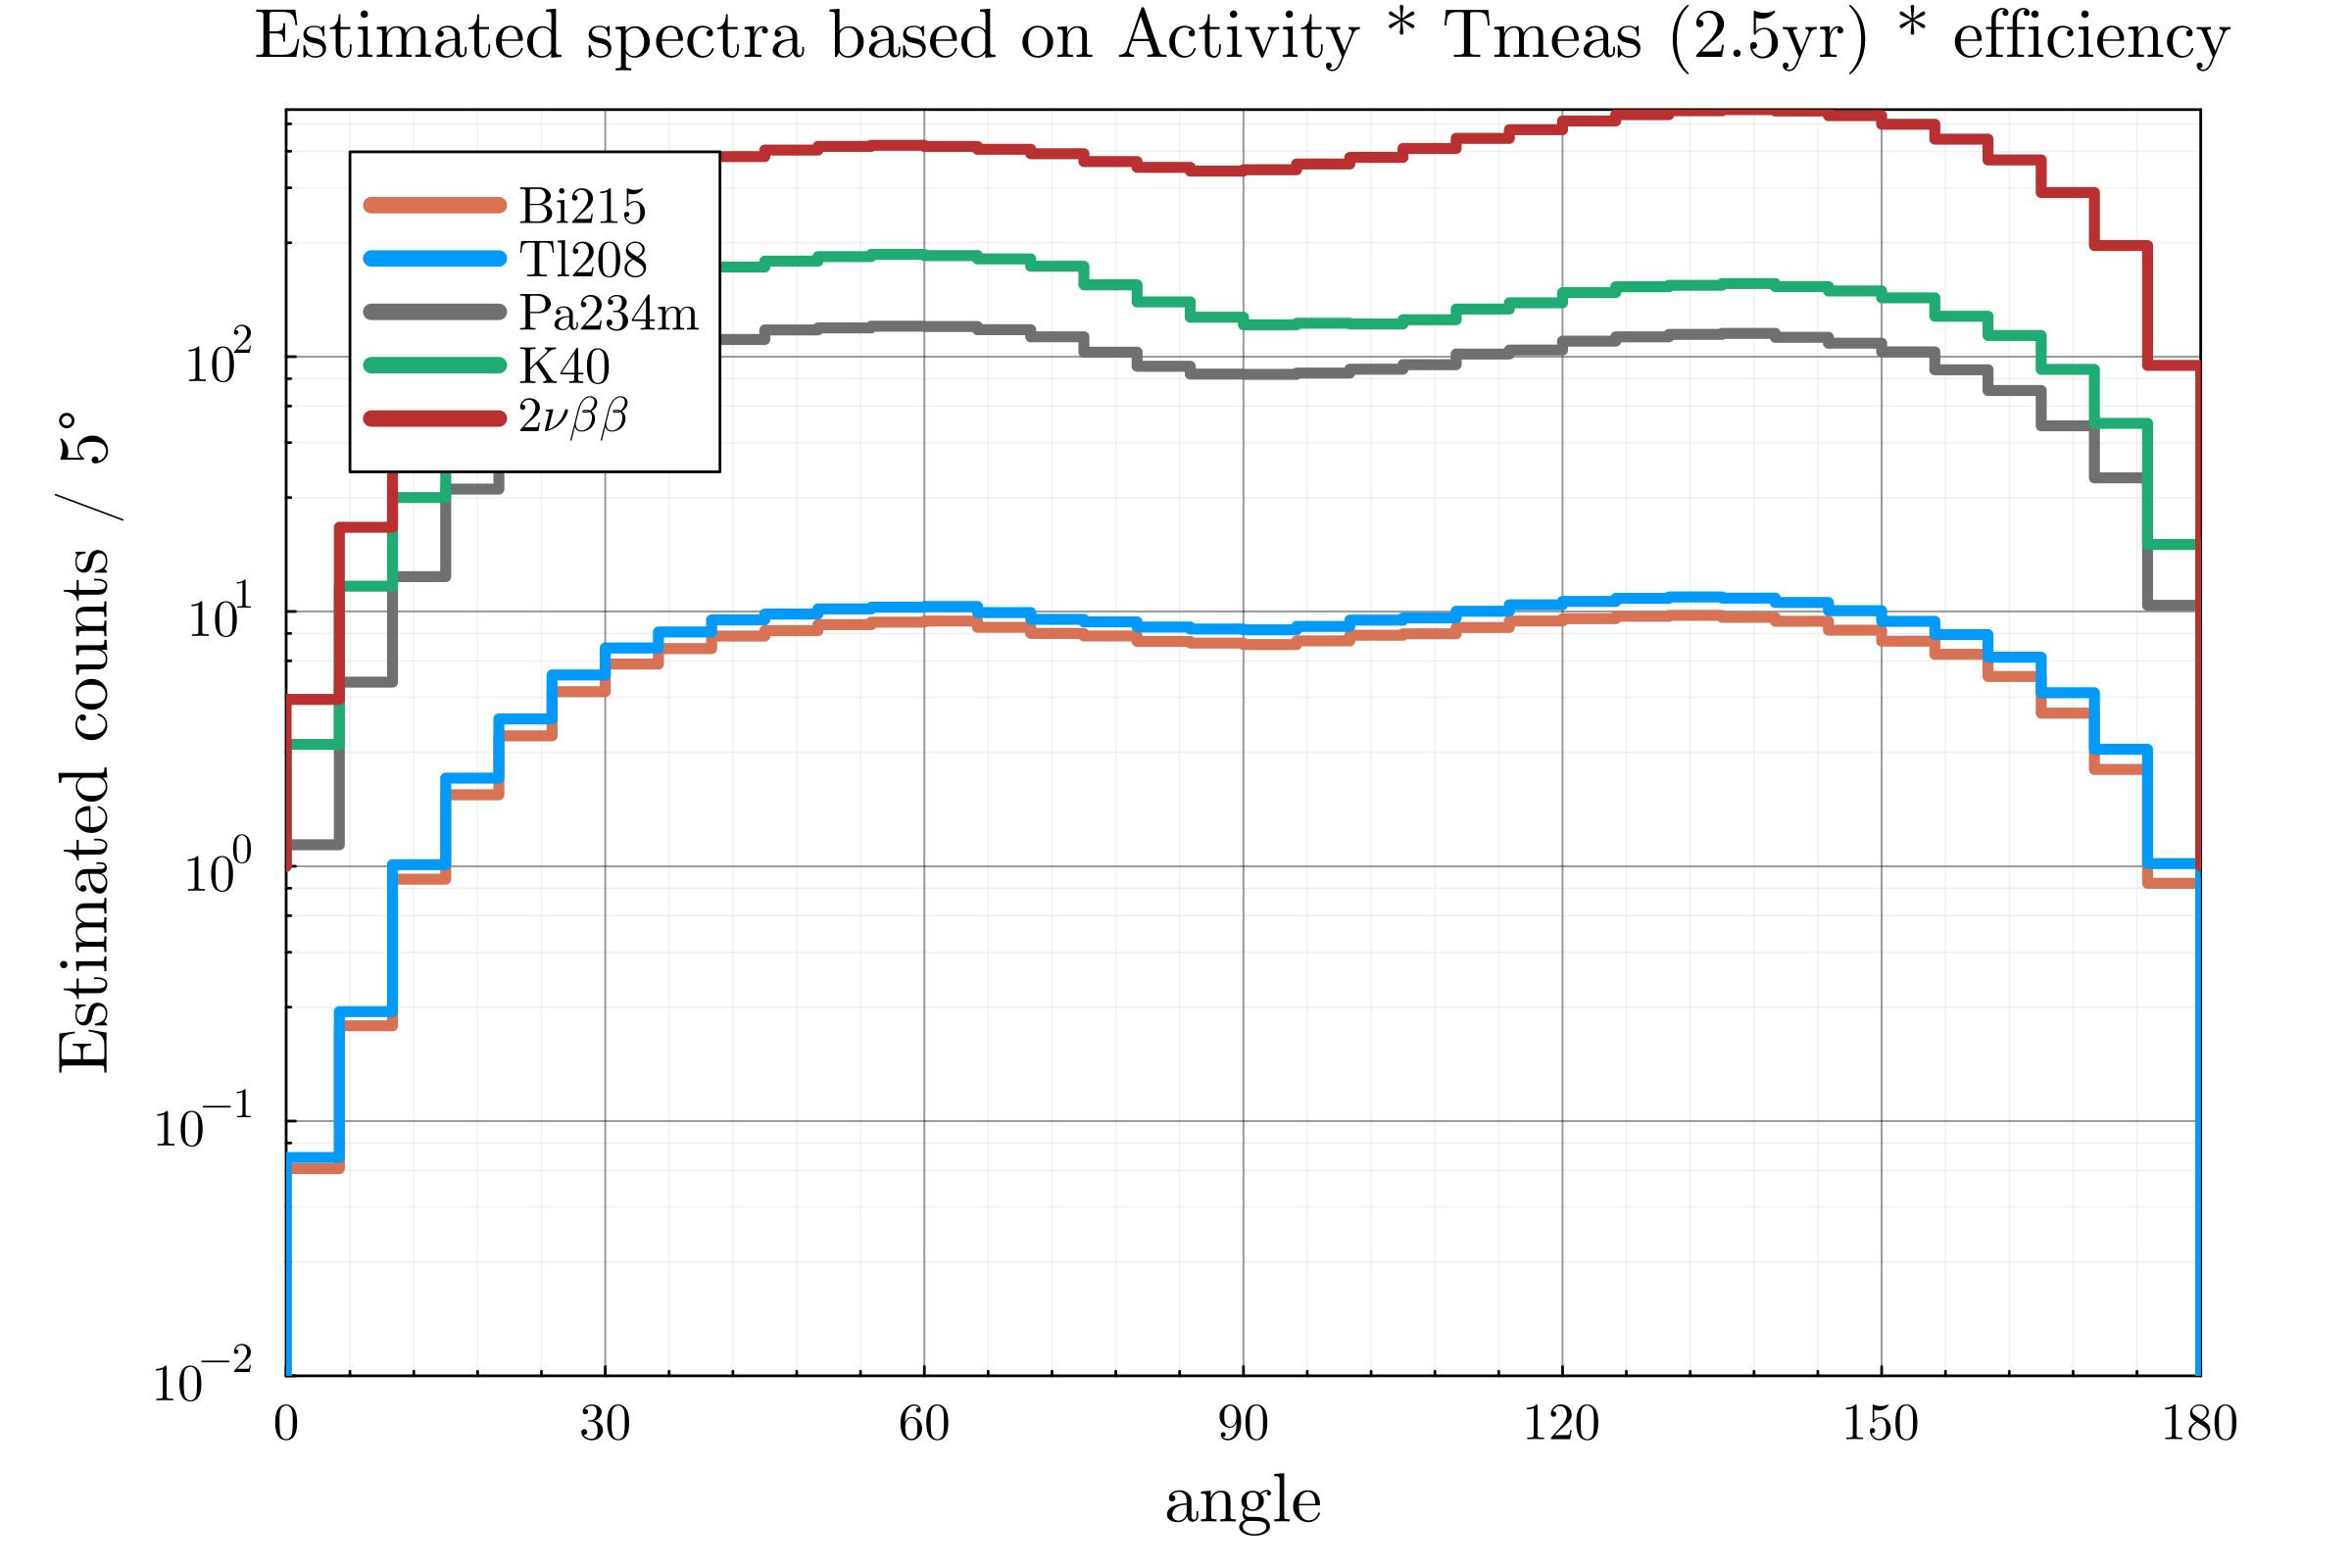 Estimated spectra based on Activity * Tmeas (2.5yr) * efficiency
Estimated counts / 5°
Bi215
Tl208
Pa234m
K40
2νββ
10²
10¹
10⁰
10⁻¹
10⁻²
0 30 60 90 120 150 180
angle